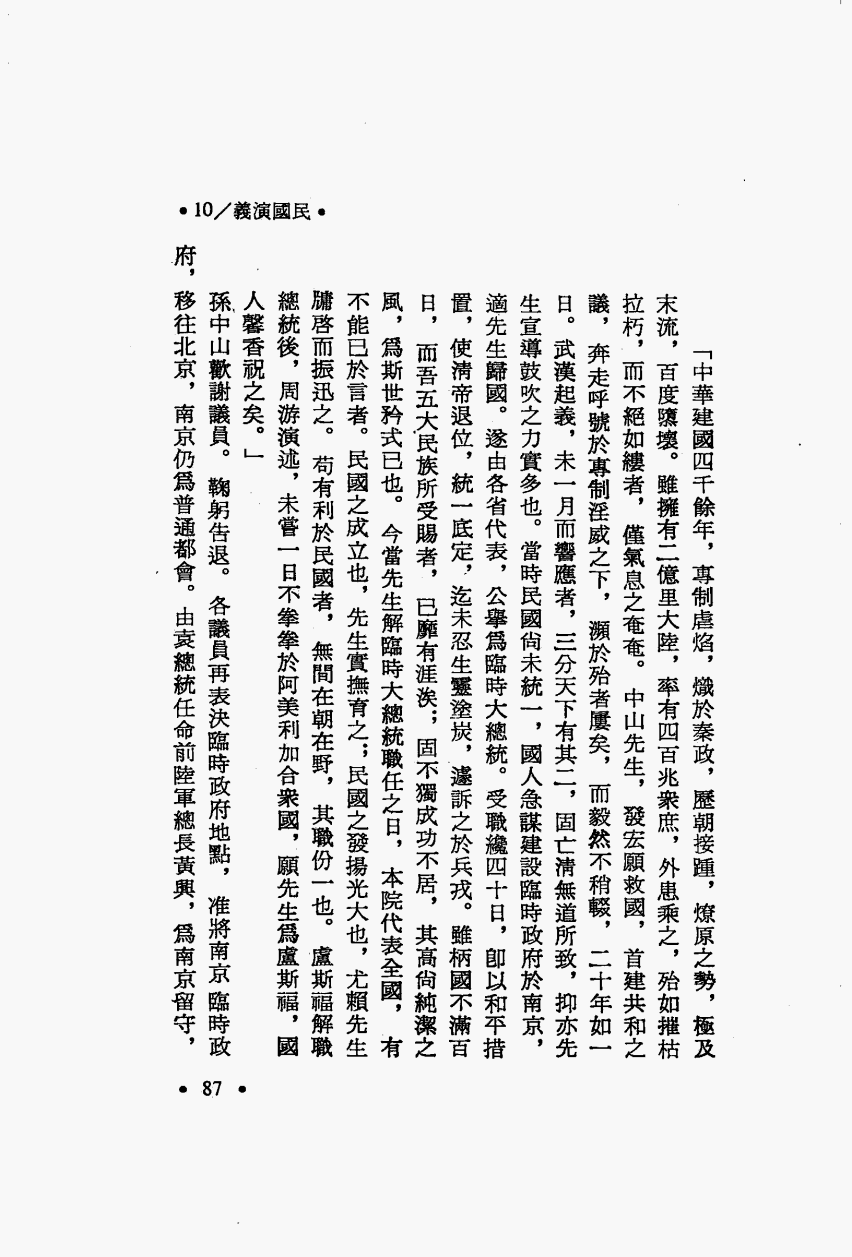 •10／義演國民•
「中華建國四千餘年，專制虐焰，熾於秦政，歷朝接踵，燎原之勢，極及
末流，百度墮壞。雖擁有二億里大陸，率有四百兆衆庶，外患乘之，殆如摧枯
拉朽，而不絕如縷者，僅氣息之奄奄。中山先生，發宏願救國，首建共和之
議，奔走呼號於專制淫威之下，瀕於殆者屢矣，而毅然不稍輟，二十年如一
日。武漢起義，未一月而響應者，三分天下有其二，固亡淸無道所致，抑亦先
生宣導鼓吹之力實多也。當時民國尙未統一，國人急謀建設臨時政府於南京，
適先生歸國。遂由各省代表，公擧爲臨時大總統。受職纔四十日，卽以和平措
置，使淸帝退位，統一底定，迄未忍生靈塗炭，遽訴之於兵戎。雖柄國不滿百
日，而吾五大民族所受賜者，已靡有涯涘；固不獨成功不居，其高尙純潔之
風，爲斯世矜式已也。今當先生解臨時大總統職任之日，本院代表全國，有
不能已於言者。民國之成立也，先生實撫育之；民國之發揚光大也，尤賴先生
牖啓而振迅之。苟有利於民國者，無間在朝在野，其職份一也。盧斯福解職
總統後，周游演述，未嘗一日不拳拳於阿美利加合衆國，願先生爲盧斯福，國
人馨香祝之矣。」
孫中山歡謝議員。鞠躬告退。各議員再表決臨時政府地點，准將南京臨時政
府，移往北京，南京仍爲普通都會。由袁總統任命前陸軍總長黃興，爲南京留守，
•87•